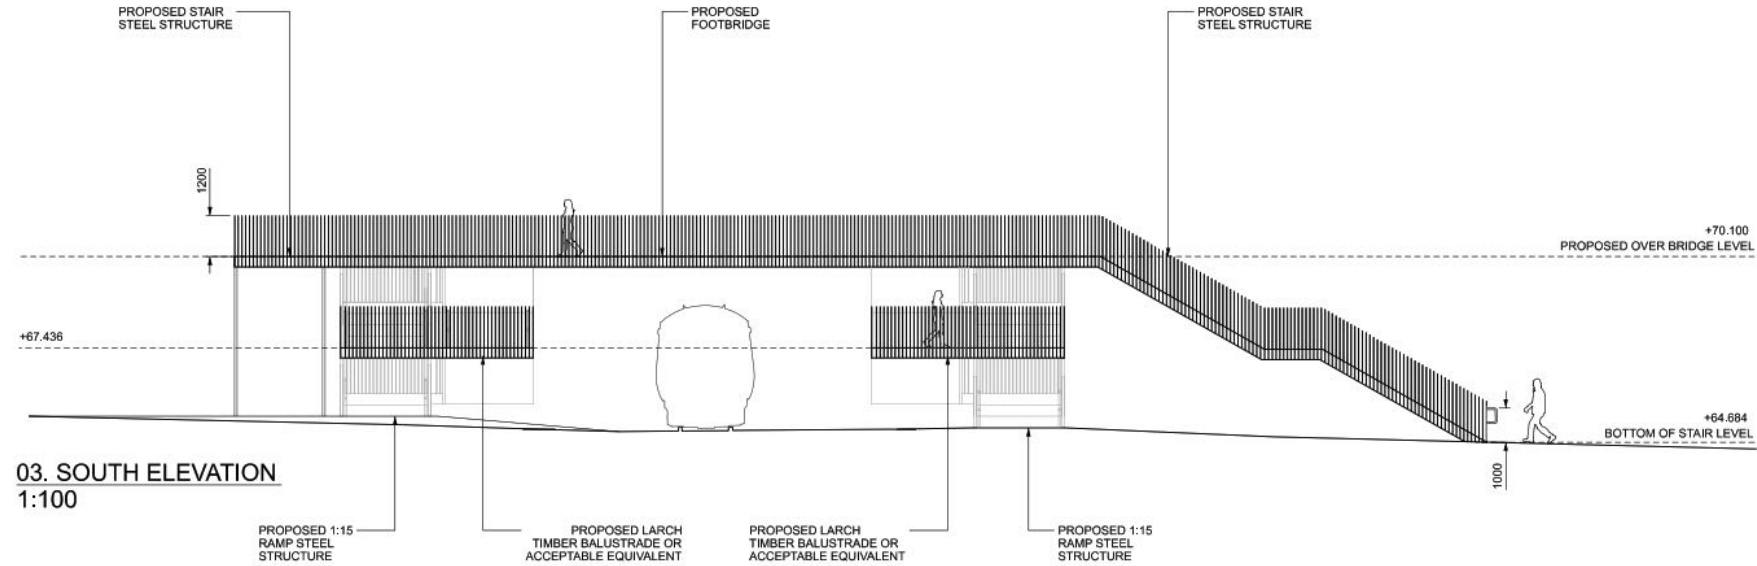 PROPOSED STAIR
STEEL STRUCTURE
PROPOSED
FOOTBRIDGE
PROPOSED STAIR
STEEL STRUCTURE
1200
+70.100
PROPOSED OVER BRIDGE LEVEL
+67.436
+64.684
BOTTOM OF STAIR LEVEL
1000
03. SOUTH ELEVATION
1:100
PROPOSED 1:15
RAMP STEEL
STRUCTURE
PROPOSED LARCH
TIMBER BALUSTRADE OR
ACCEPTABLE EQUIVALENT
PROPOSED LARCH
TIMBER BALUSTRADE OR
ACCEPTABLE EQUIVALENT
PROPOSED 1:15
RAMP STEEL
STRUCTURE